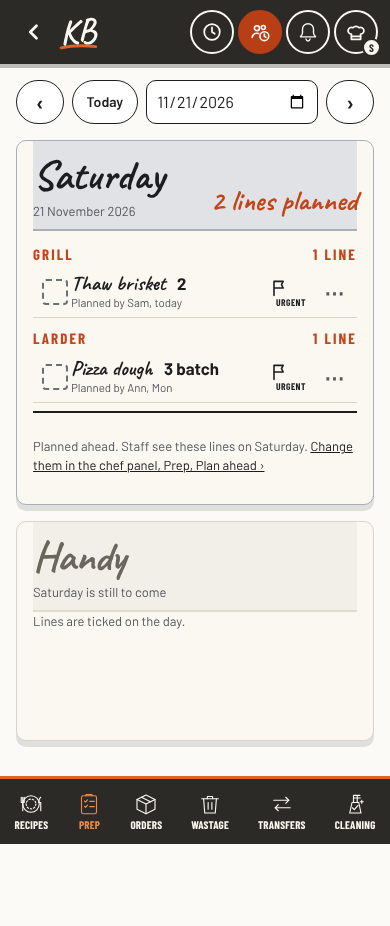 KB
S
‹
Today
11/21/2026
›
Saturday
2 lines planned
21 November 2026
GRILL
1 LINE
Thaw brisket 2
Planned by Sam, today
URGENT
...
LARDER
1 LINE
Pizza dough 3 batch
Planned by Ann, Mon
URGENT
...
Planned ahead. Staff see these lines on Saturday. Change
them in the chef panel, Prep, Plan ahead ›
Handy
Saturday is still to come
Lines are ticked on the day.
RECIPES
PREP
ORDERS
WASTAGE
TRANSFERS
CLEANING